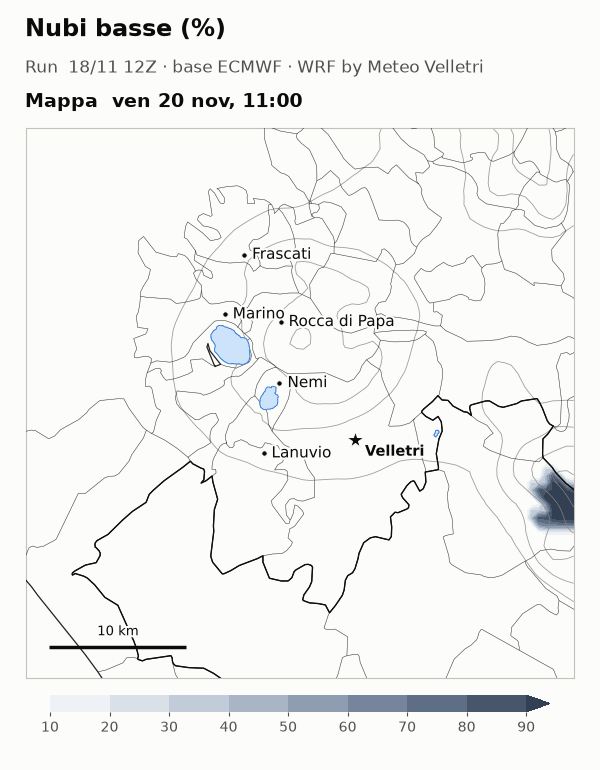 Nubi basse (%)
Run  18/11 12Z · base ECMWF · WRF by Meteo Velletri
Mappa  ven 20 nov, 11:00
Frascati
Marino
Rocca di Papa
Nemi
Velletri
Lanuvio
10 km
10 20 30 40 50 60 70 80 90